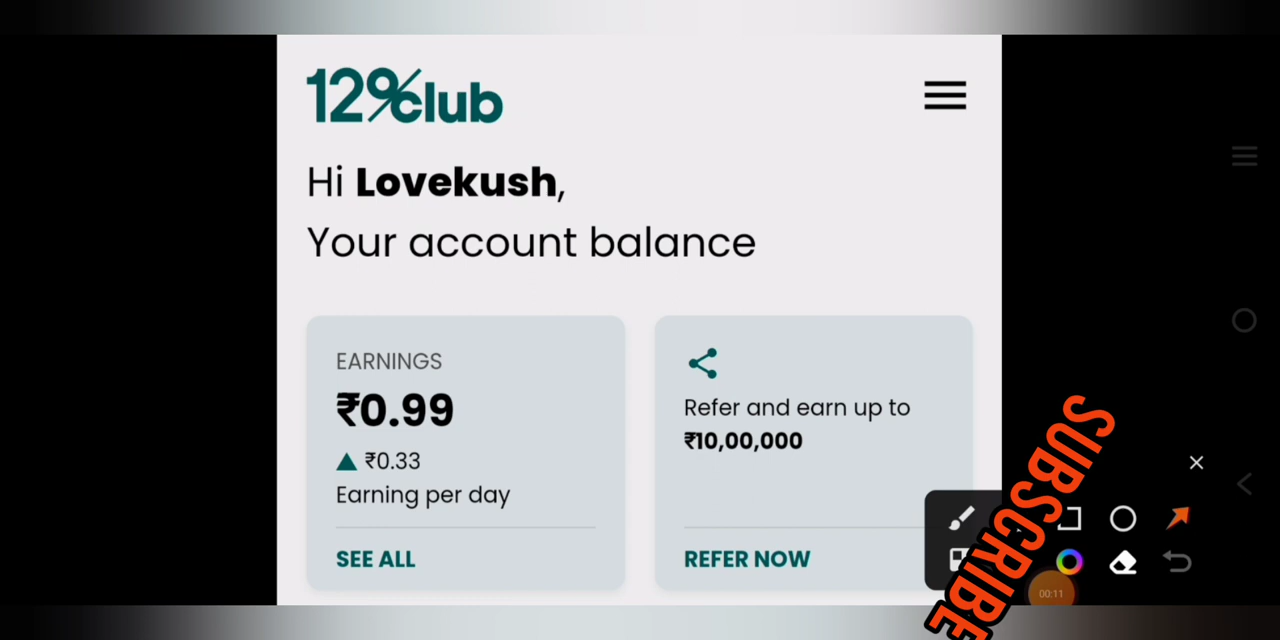 12%club
Hi Lovekush,
Your account balance
EARNINGS
₹0.99
₹0.33
Earning per day
SEE ALL
Refer and earn up to
₹10,00,000
REFER NOW
SUBSCRIBE
00:11